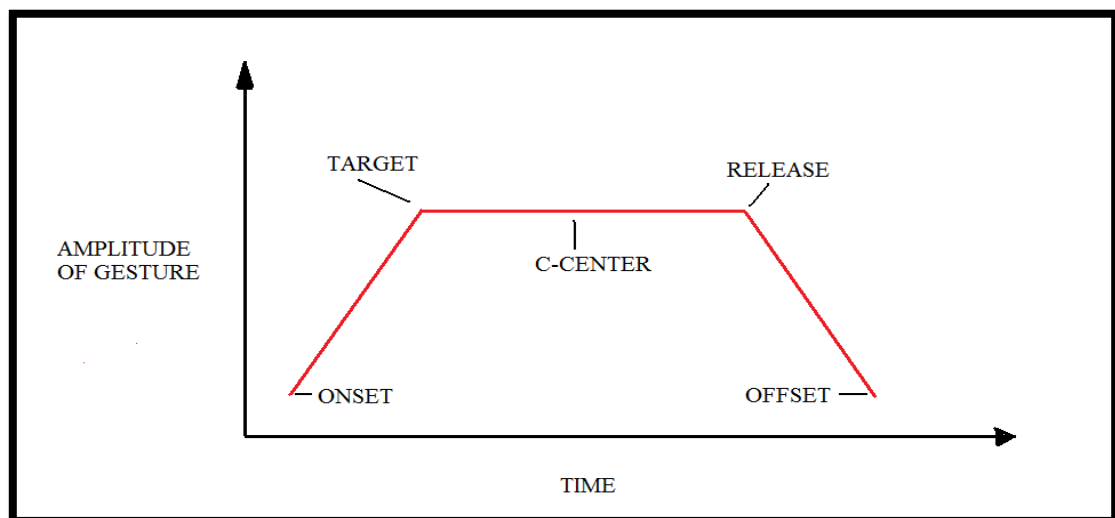 TARGET
RELEASE
AMPLITUDE
OF GESTURE
C-CENTER
ONSET
OFFSET
TIME